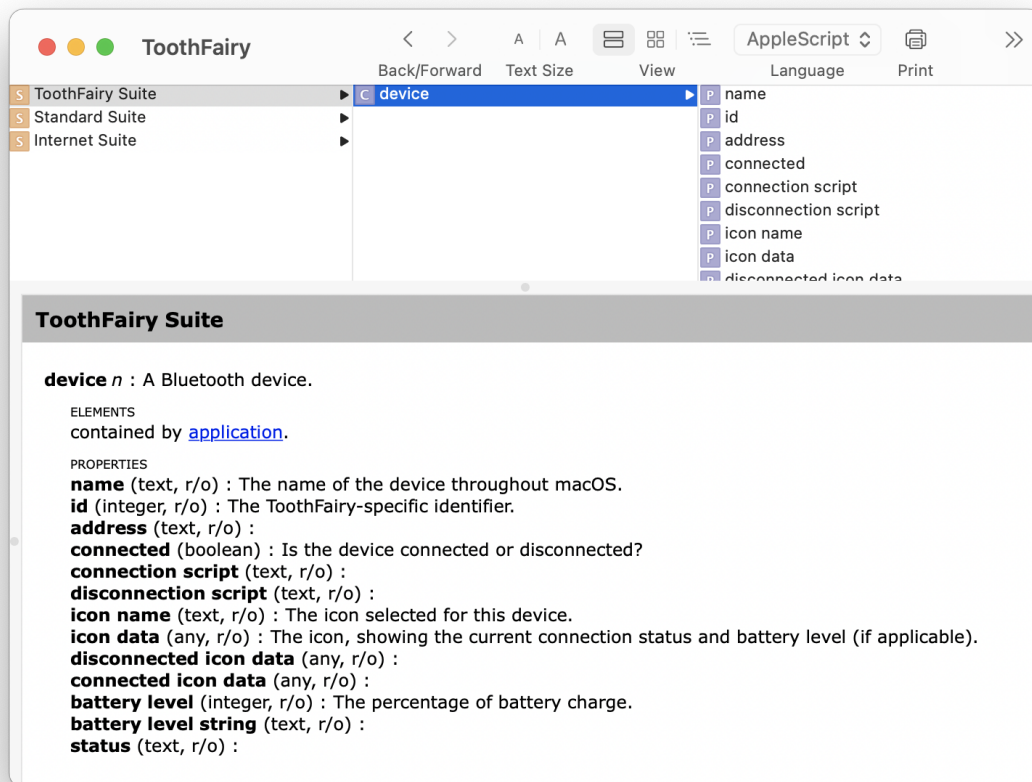 ToothFairy
A A
AppleScript
Back/Forward Text Size View Language Print
S ToothFairy Suite
S Standard Suite
S Internet Suite
C device
P name
P id
P address
P connected
P connection script
P disconnection script
P icon name
P icon data
P disconnected icon data
ToothFairy Suite
device n : A Bluetooth device.
ELEMENTS
contained by application.
PROPERTIES
name (text, r/o) : The name of the device throughout macOS.
id (integer, r/o) : The ToothFairy-specific identifier.
address (text, r/o) :
connected (boolean) : Is the device connected or disconnected?
connection script (text, r/o) :
disconnection script (text, r/o) :
icon name (text, r/o) : The icon selected for this device.
icon data (any, r/o) : The icon, showing the current connection status and battery level (if applicable).
disconnected icon data (any, r/o) :
connected icon data (any, r/o) :
battery level (integer, r/o) : The percentage of battery charge.
battery level string (text, r/o) :
status (text, r/o) :